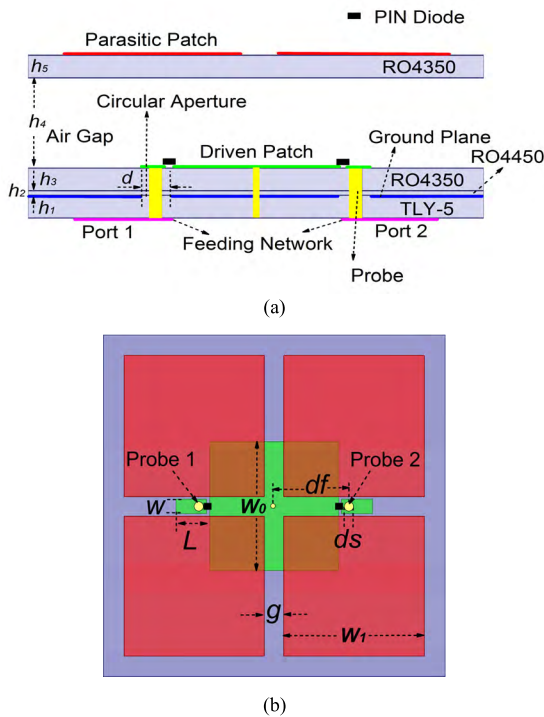 PIN Diode
Parasitic Patch
h5
RO4350
Circular Aperture
h4
Air Gap
Driven Patch
Ground Plane
RO4450
d
h3
RO4350
h2
h1
TLY-5
Port 1
Feeding Network
Port 2
Probe
(a)
Probe 1
Probe 2
df
W
W0
L
ds
g
W1
(b)